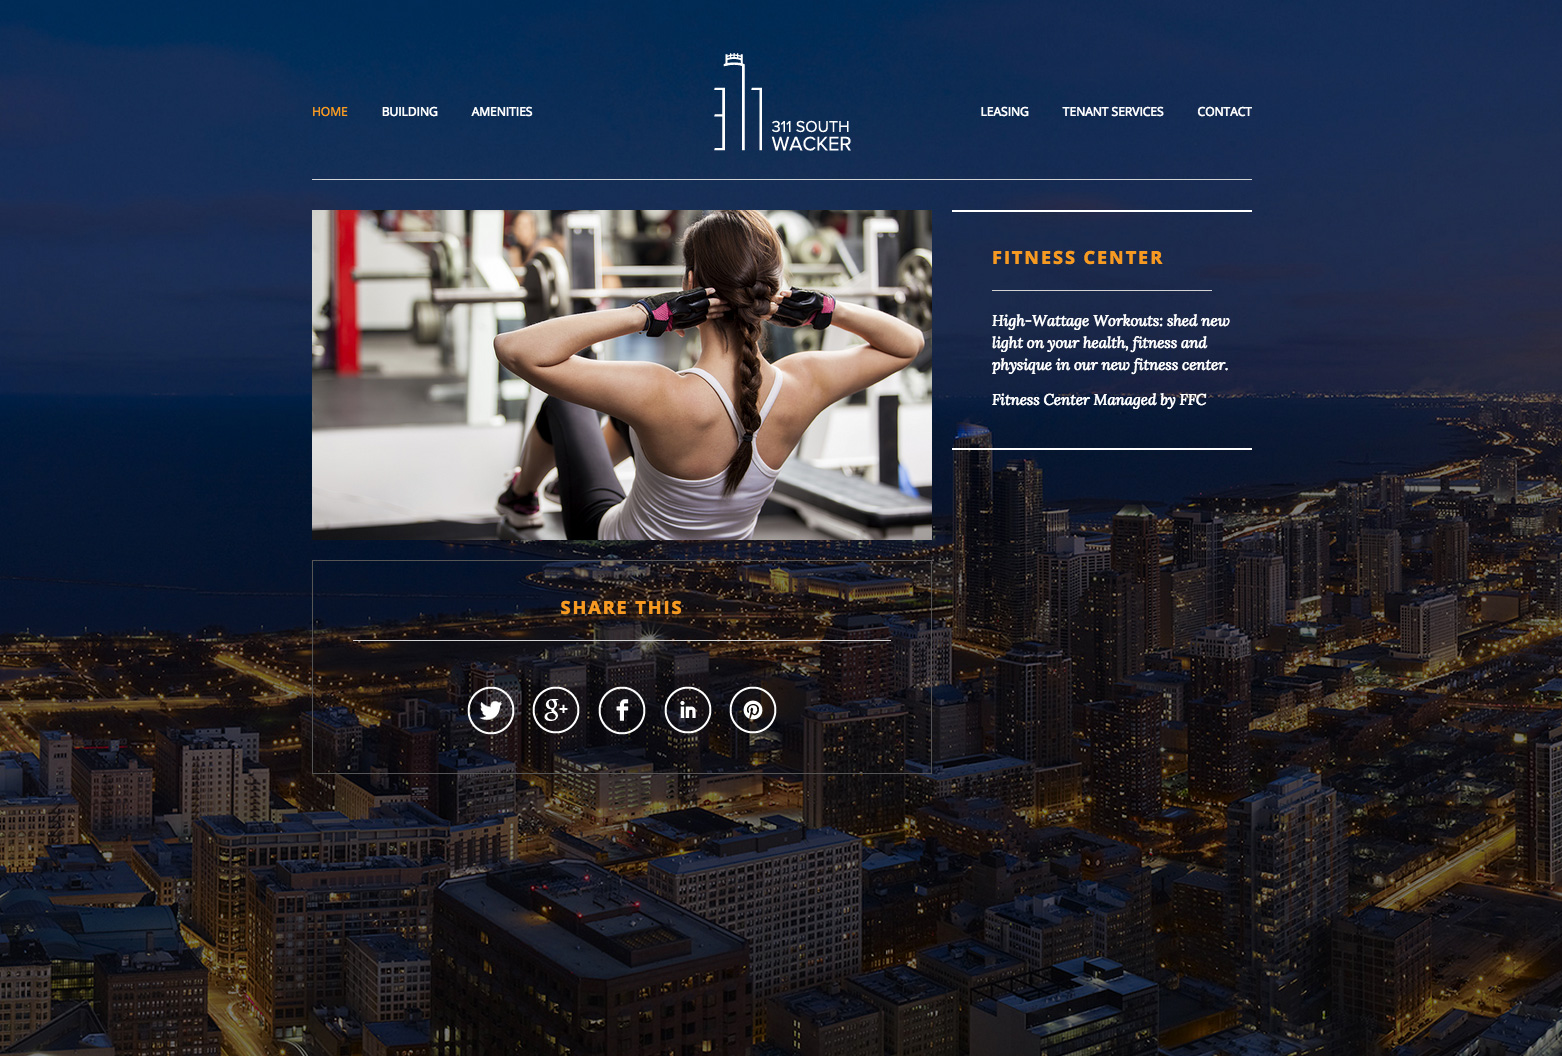 HOME
BUILDING
AMENITIES
311 SOUTH
WACKER
LEASING
TENANT SERVICES
CONTACT
FITNESS CENTER
High-Wattage Workouts: shed new
light on your health, fitness and
physique in our new fitness center.
Fitness Center Managed by FFC
SHARE THIS
g+
f
in